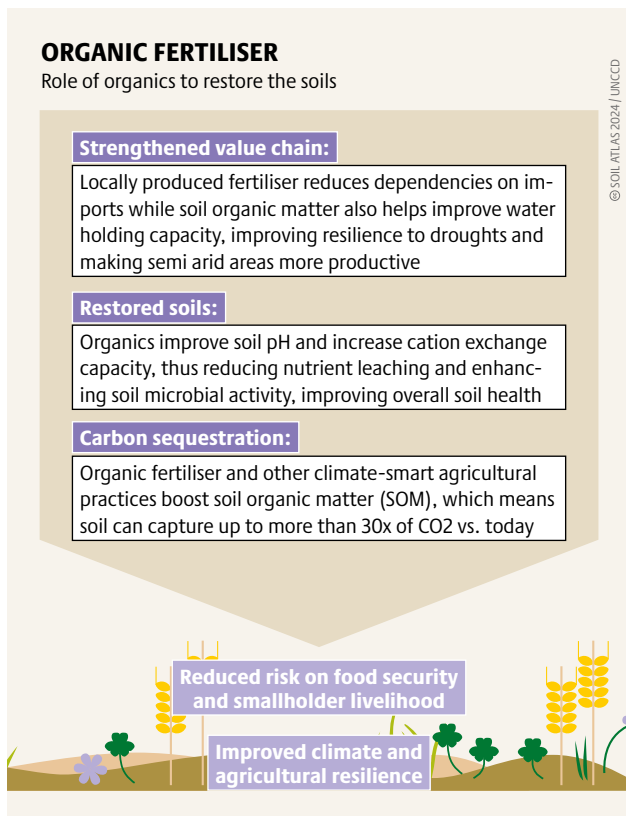 ORGANIC FERTILISER
Role of organics to restore the soils
© SOIL ATLAS 2024 / UNCCD
Strengthened value chain:
Locally produced fertiliser reduces dependencies on im-
ports while soil organic matter also helps improve water
holding capacity, improving resilience to droughts and
making semi arid areas more productive
Restored soils:
Organics improve soil pH and increase cation exchange
capacity, thus reducing nutrient leaching and enhanc-
ing soil microbial activity, improving overall soil health
Carbon sequestration:
Organic fertiliser and other climate-smart agricultural
practices boost soil organic matter (SOM), which means
soil can capture up to more than 30x of CO2 vs. today
Reduced risk on food security
and smallholder livelihood
Improved climate and
agricultural resilience